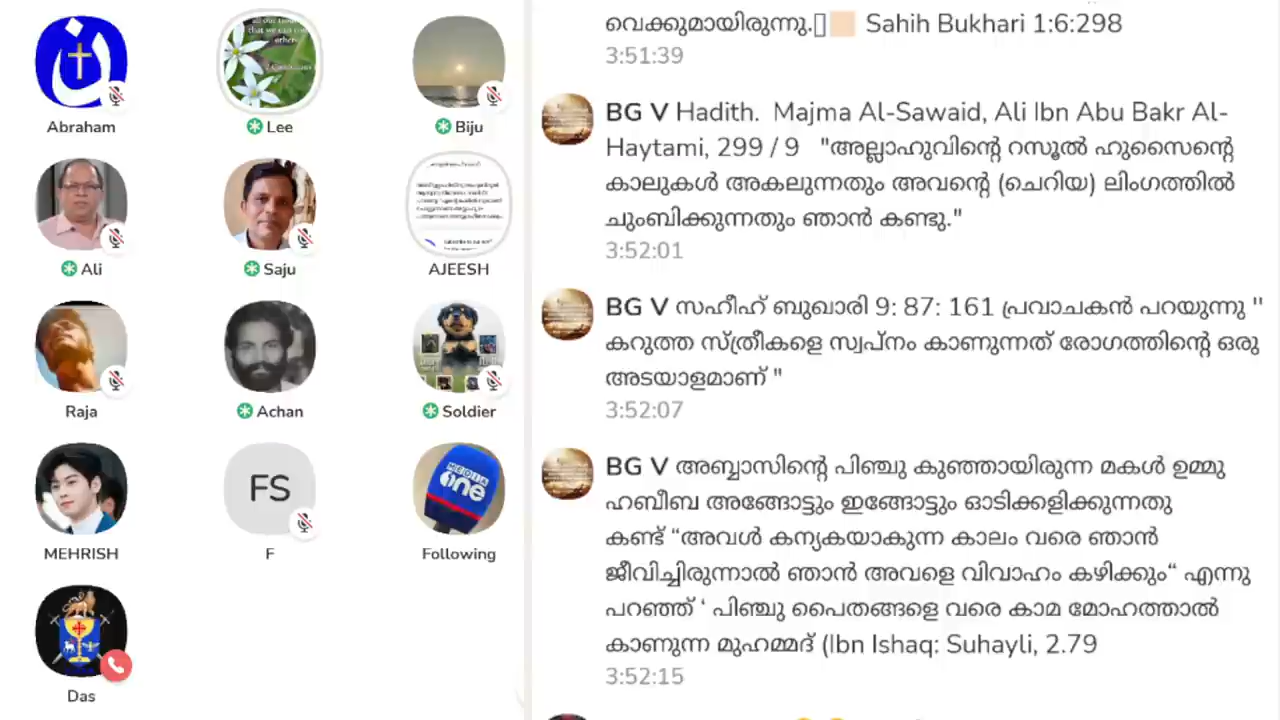 Abraham
Lee
Biju
Ali
Saju
AJEESH
Raja
Achan
Soldier
MEHRISH
FS
F
MEDIA
one
Following
Das
വെക്കുമായിരുന്നു. Sahih Bukhari 1:6:298
3:51:39
BG V Hadith. Majma Al-Sawaid, Ali Ibn Abu Bakr Al-
Haytami, 299 / 9 "അല്ലാഹുവിന്റെ റസൂൽ ഹുസൈന്റെ
കാലുകൾ അകലുന്നതും അവന്റെ (ചെറിയ) ലിംഗത്തിൽ
ചുംബിക്കുന്നതും ഞാൻ കണ്ടു."
3:52:01
BG V സഹീഹ് ബുഖാരി 9: 87: 161 പ്രവാചകൻ പറയുന്നു "
കറുത്ത സ്ത്രീകളെ സ്വപ്നം കാണുന്നത് രോഗത്തിന്റെ ഒരു
അടയാളമാണ് "
3:52:07
BG V അബ്ബാസിന്റെ പിഞ്ചു കുഞ്ഞായിരുന്ന മകൾ ഉമ്മു
ഹബീബ അങ്ങോട്ടും ഇങ്ങോട്ടും ഓടിക്കളിക്കുന്നതു
കണ്ട് “അവൾ കന്യകയാകുന്ന കാലം വരെ ഞാൻ
ജീവിച്ചിരുന്നാൽ ഞാൻ അവളെ വിവാഹം കഴിക്കും“ എന്നു
പറഞ്ഞ് ‘ പിഞ്ചു പൈതങ്ങളെ വരെ കാമ മോഹത്താൽ
കാണുന്ന മുഹമ്മദ് (Ibn Ishaq: Suhayli, 2.79
3:52:15